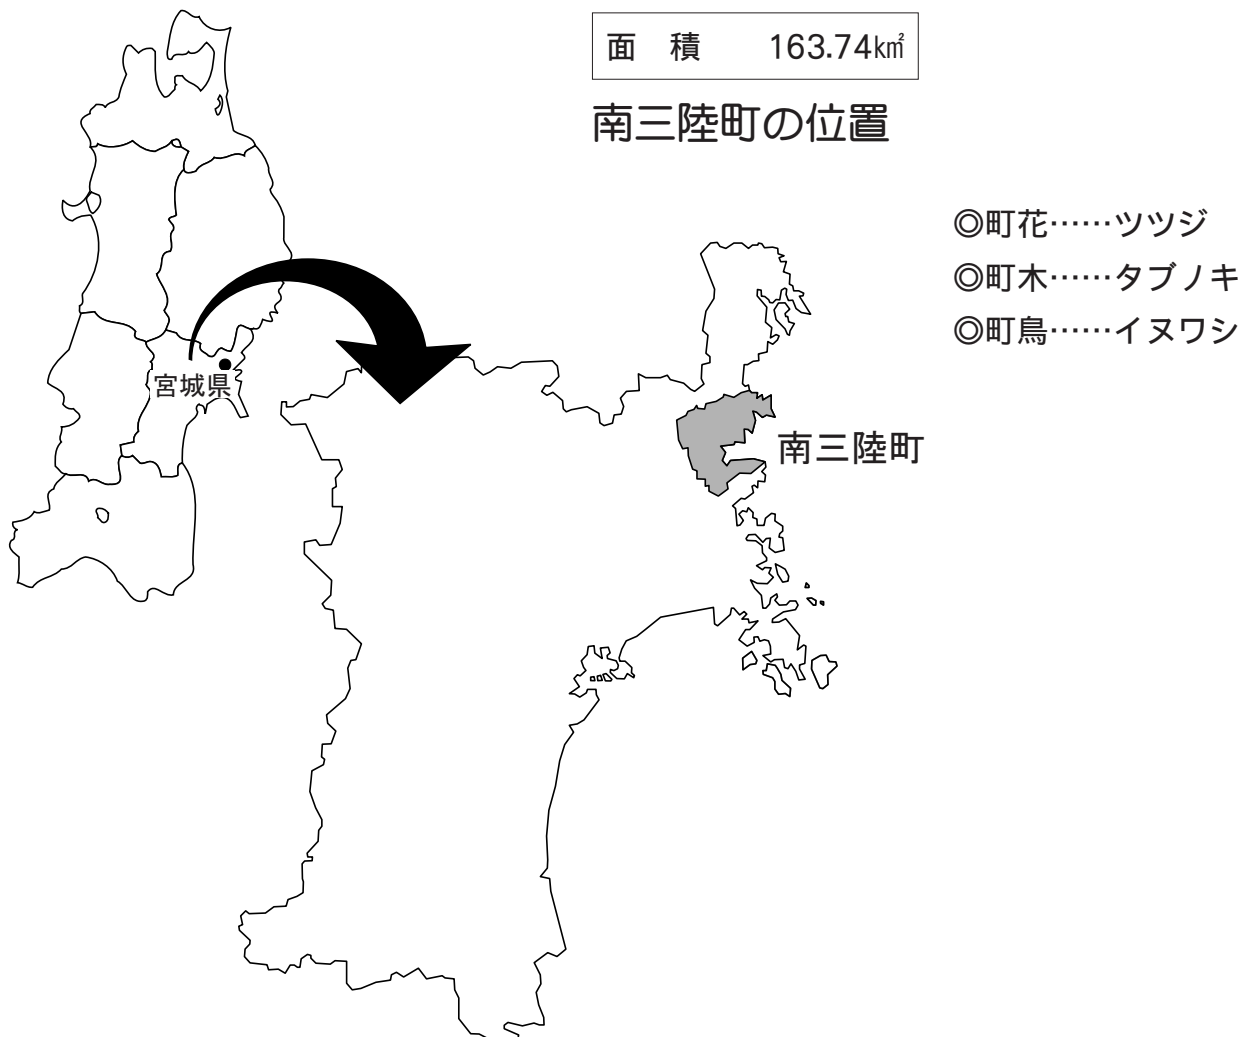 面 積 163.74㎢
南三陸町の位置
◎町花……ツツジ
◎町木……タブノキ
◎町鳥……イヌワシ
宮城県
南三陸町